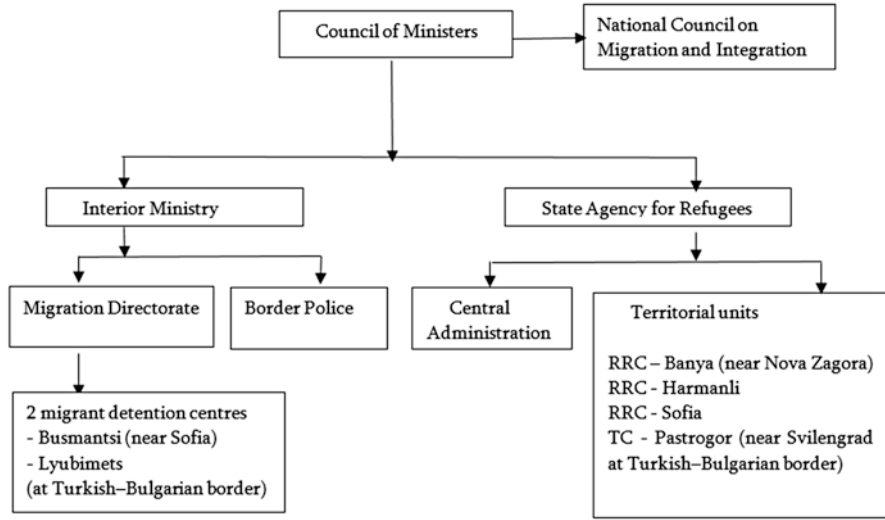 Council of Ministers
National Council on
Migration and Integration
Interior Ministry
State Agency for Refugees
Migration Directorate
Border Police
Central
Administration
Territorial units
RRC – Banya (near Nova Zagora)
RRC - Harmanli
RRC - Sofia
TC - Pastrogor (near Svilengrad
at Turkish–Bulgarian border)
2 migrant detention centres
- Busmantsi (near Sofia)
- Lyubimets
(at Turkish–Bulgarian border)